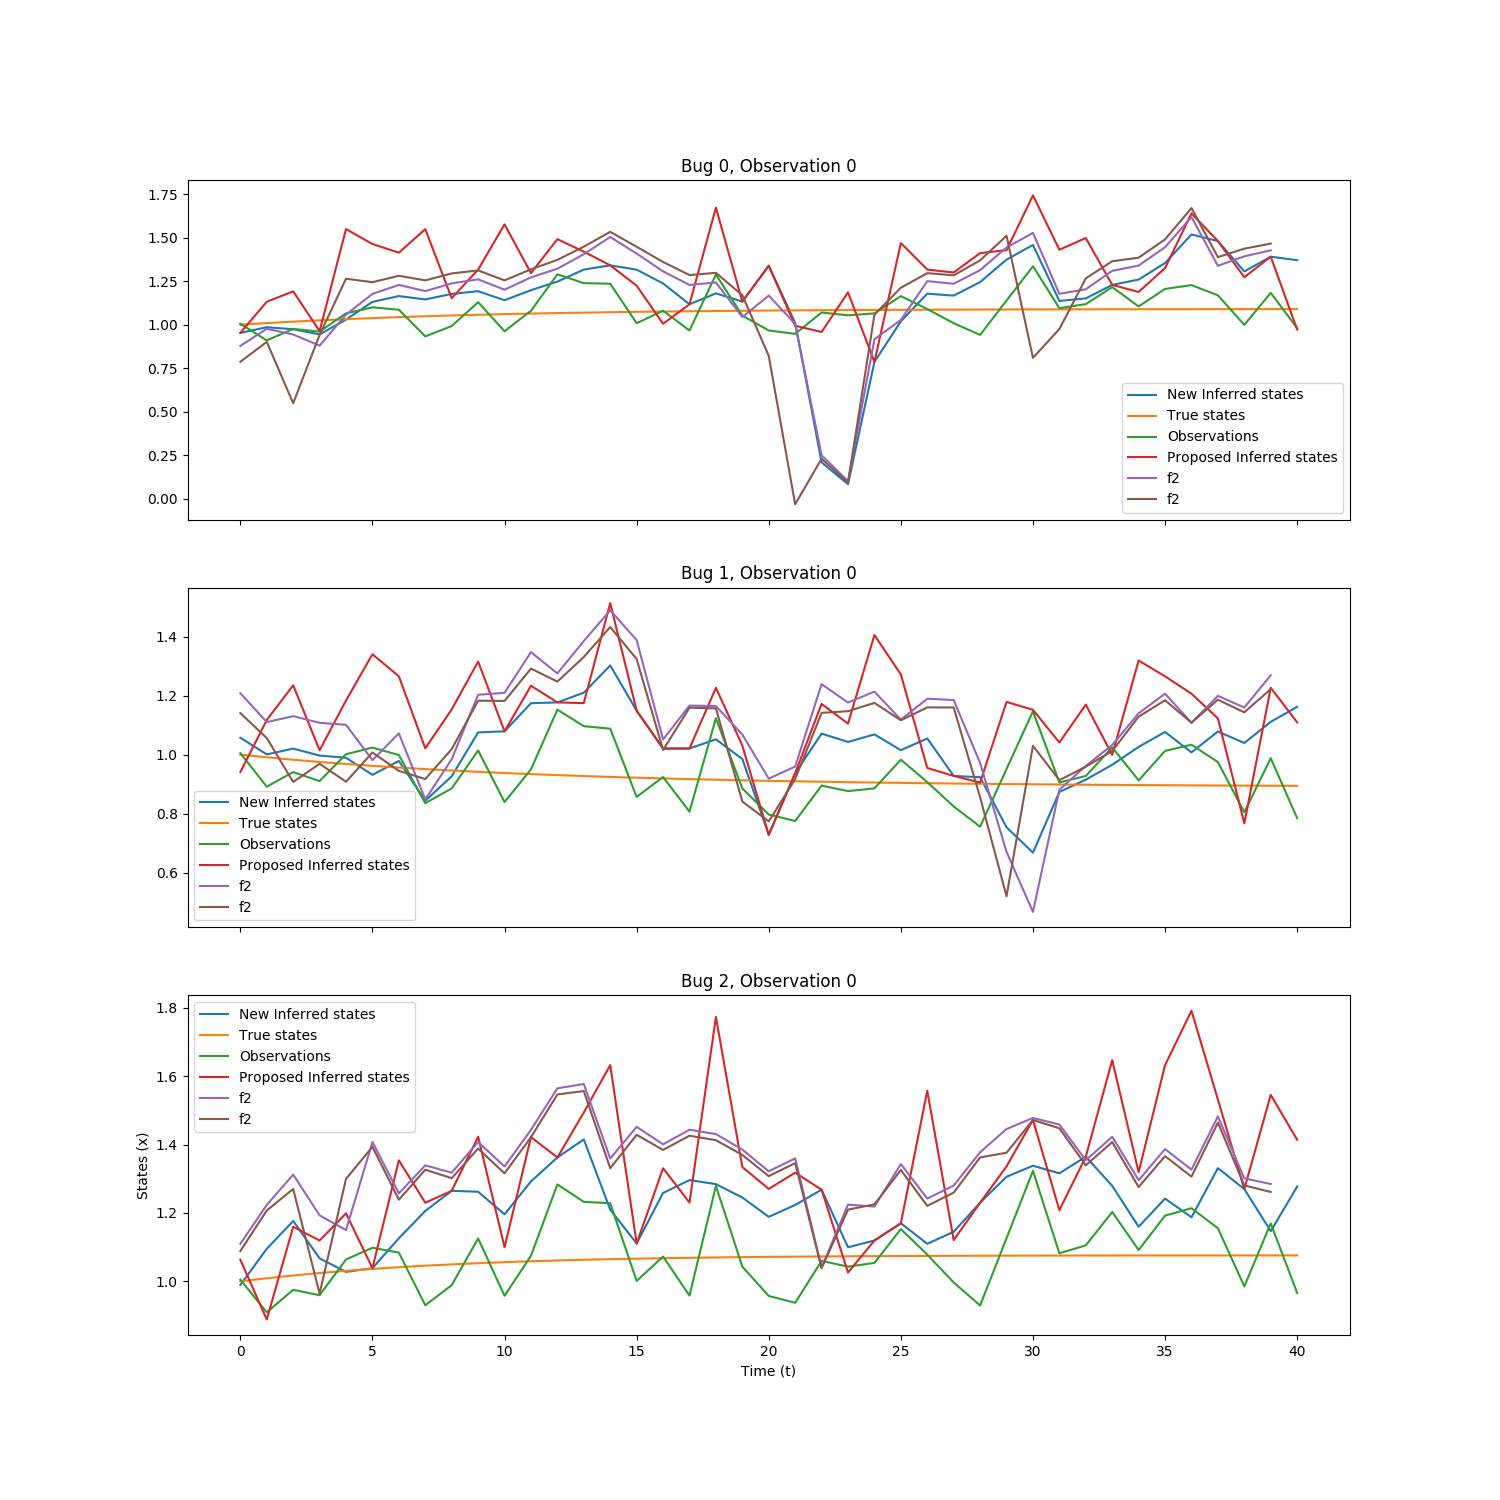 Bug 0, Observation 0
1.75
1.50
1.25
1.00
0.75
0.50
0.25
0.00
New Inferred states
True states
Observations
Proposed Inferred states
f2
f2
Bug 1, Observation 0
1.4
1.2
1.0
0.8
0.6
New Inferred states
True states
Observations
Proposed Inferred states
f2
f2
Bug 2, Observation 0
1.8
1.6
1.4
1.2
1.0
States (x)
New Inferred states
True states
Observations
Proposed Inferred states
f2
f2
0 5 10 15 20 25 30 35 40
Time (t)